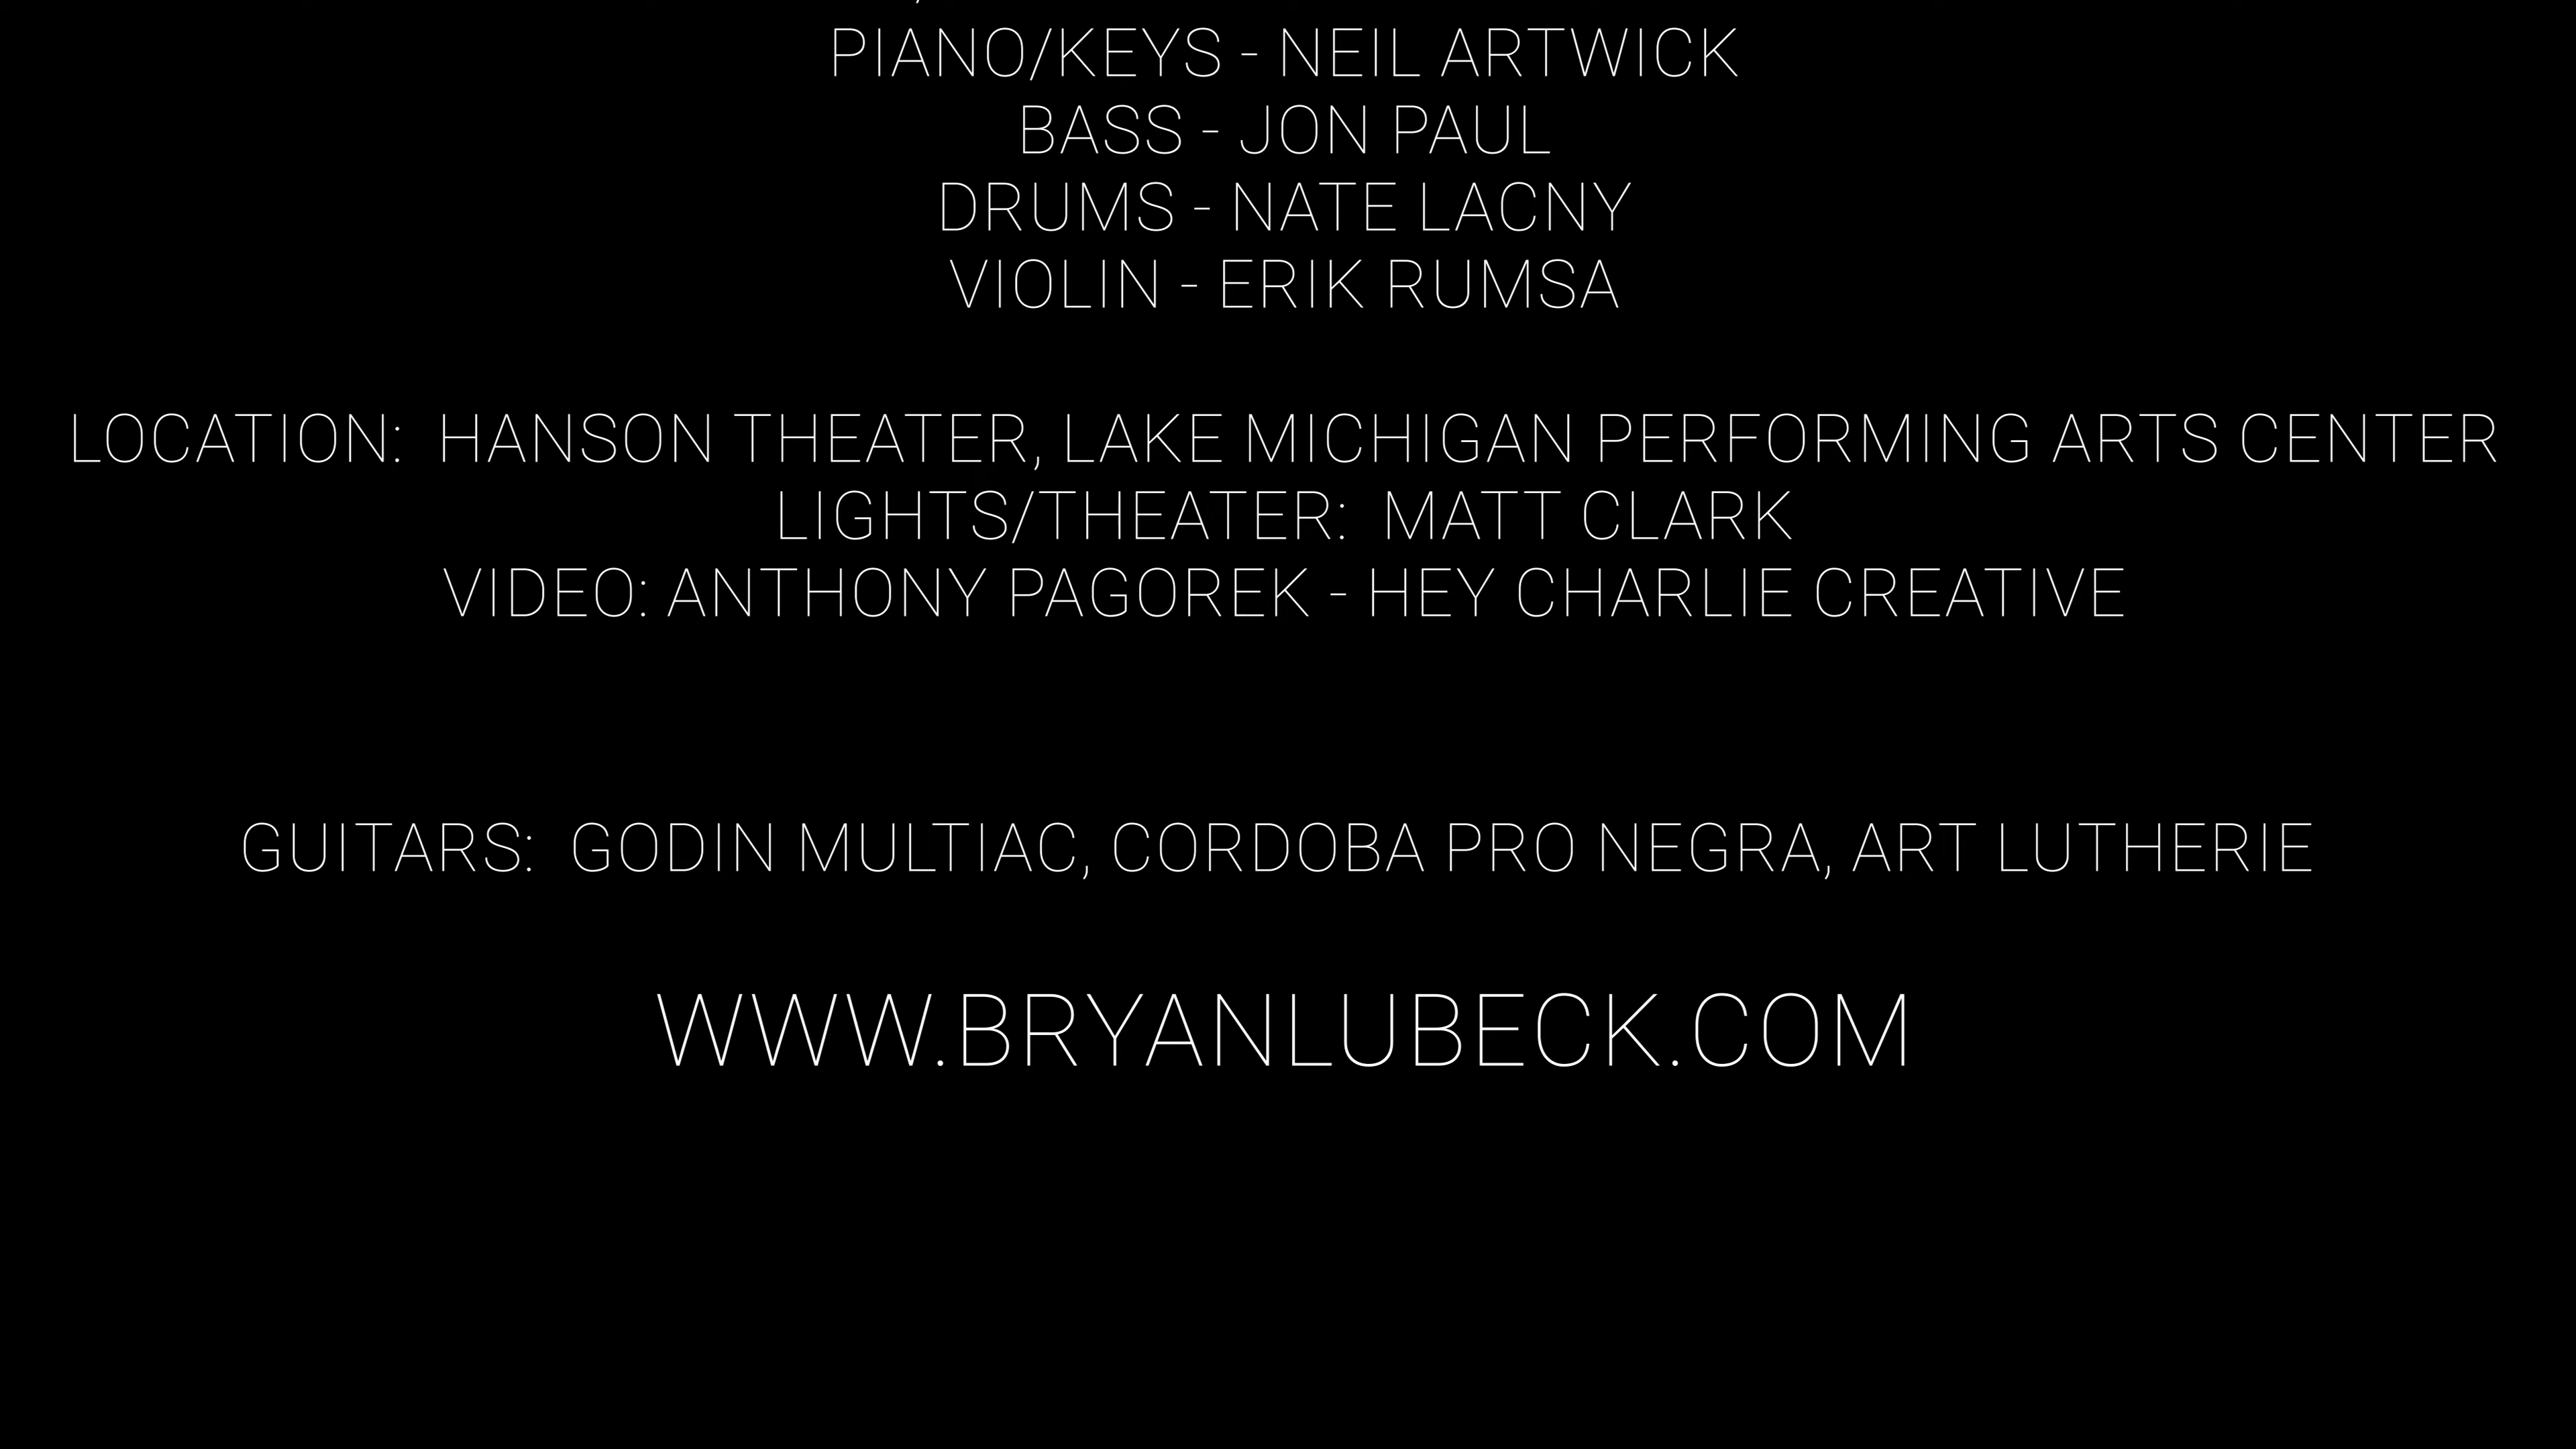 PIANO/KEYS - NEIL ARTWICK
BASS - JON PAUL
DRUMS - NATE LACNY
VIOLIN - ERIK RUMSA
LOCATION:  HANSON THEATER, LAKE MICHIGAN PERFORMING ARTS CENTER
LIGHTS/THEATER:  MATT CLARK
VIDEO: ANTHONY PAGOREK - HEY CHARLIE CREATIVE
GUITARS:  GODIN MULTIAC, CORDOBA PRO NEGRA, ART LUTHERIE
WWW.BRYANLUBECK.COM